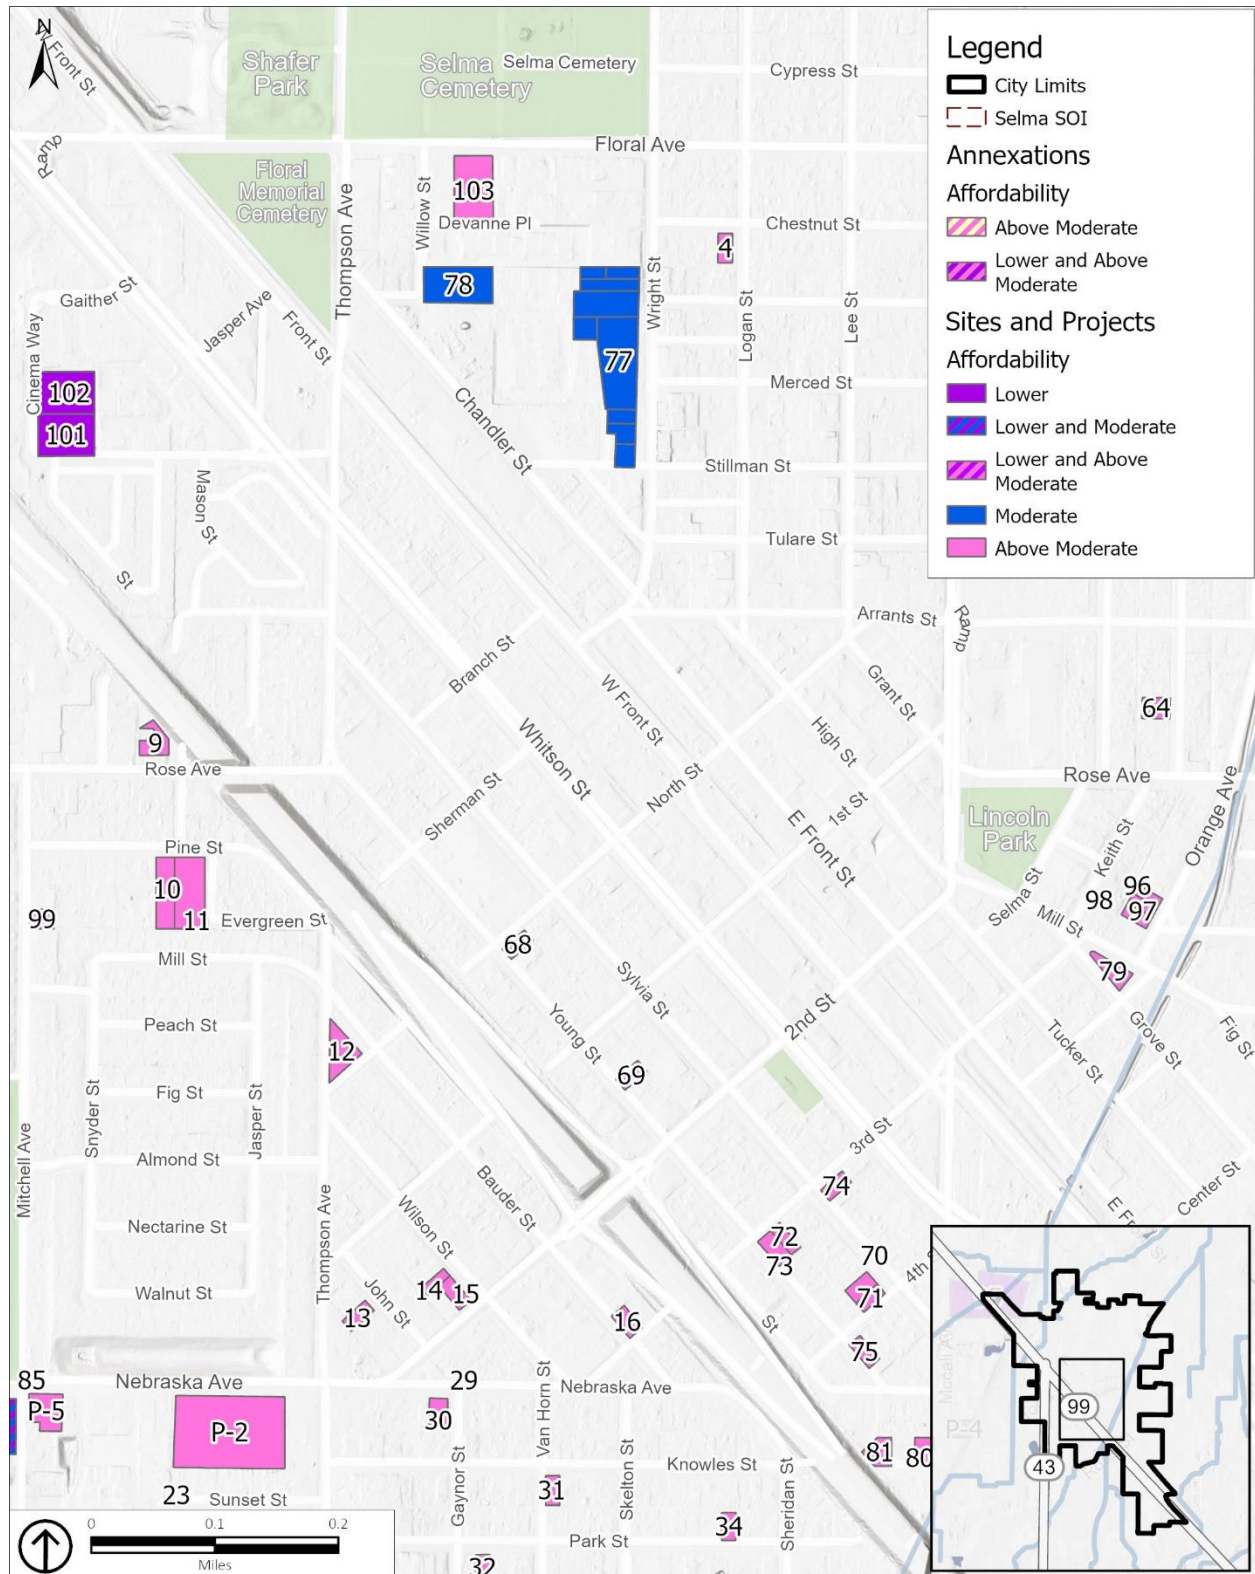 N
N Front St
Ramp
Shafer
Park
Selma
Cemetery
Selma Cemetery
Cypress St
Floral Ave
Floral
Memorial
Cemetery
Thompson Ave
Willow St
103
Devanne Pl
Chestnut St
4
78
Wright St
Logan St
Lee St
Gaither St
Jasper Ave
Front St
Cinema Way
102
101
77
Merced St
Chandler St
Stillman St
Mason St
St
Tulare St
Arrants St
Ramp
Branch St
W Front St
Grant St
High St
64
9
Rose Ave
Whitson St
North St
Rose Ave
Sherman St
1st St
E Front St
Lincoln
Park
Keith St
Orange Ave
Pine St
10
11
99
Evergreen St
Selma St
98
96
97
Mill St
Mill St
68
Sylvia St
79
Peach St
Young St
2nd St
12
Tucker St
Grove St
Fig St
Fig St
69
Snyder St
Jasper St
3rd St
Mitchell Ave
Almond St
Bauder St
74
Center St
Thompson Ave
Wilson St
Nectarine St
72
73
70
E Front St
4th St
Walnut St
14
15
71
John St
13
16
St
75
85
Nebraska Ave
29
Nebraska Ave
P-5
P-2
30
Van Horn St
81
80
Knowles St
23
Sunset St
Gaynor St
31
Skelton St
Sheridan St
34
Park St
32
0
0.1
0.2
Miles
Legend
City Limits
Selma SOI
Annexations
Affordability
Above Moderate
Lower and Above
Moderate
Sites and Projects
Affordability
Lower
Lower and Moderate
Lower and Above
Moderate
Moderate
Above Moderate
Mccall Ave
P-4
99
43